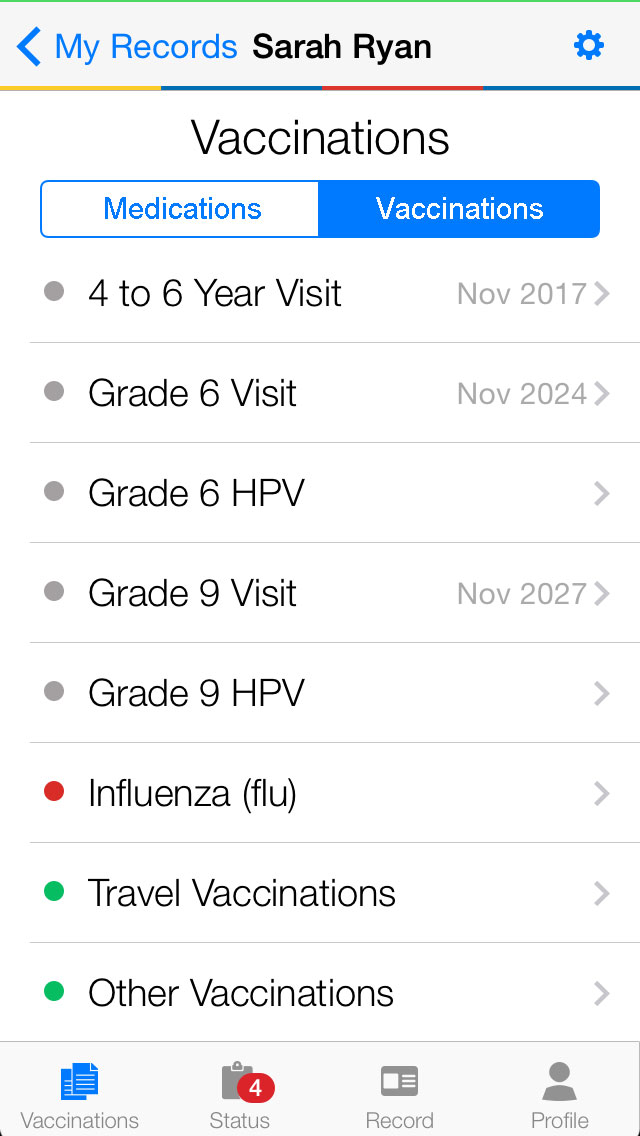 My Records Sarah Ryan
Vaccinations
Medications Vaccinations
4 to 6 Year Visit Nov 2017
Grade 6 Visit Nov 2024
Grade 6 HPV
Grade 9 Visit Nov 2027
Grade 9 HPV
Influenza (flu)
Travel Vaccinations
Other Vaccinations
4
Vaccinations Status Record Profile